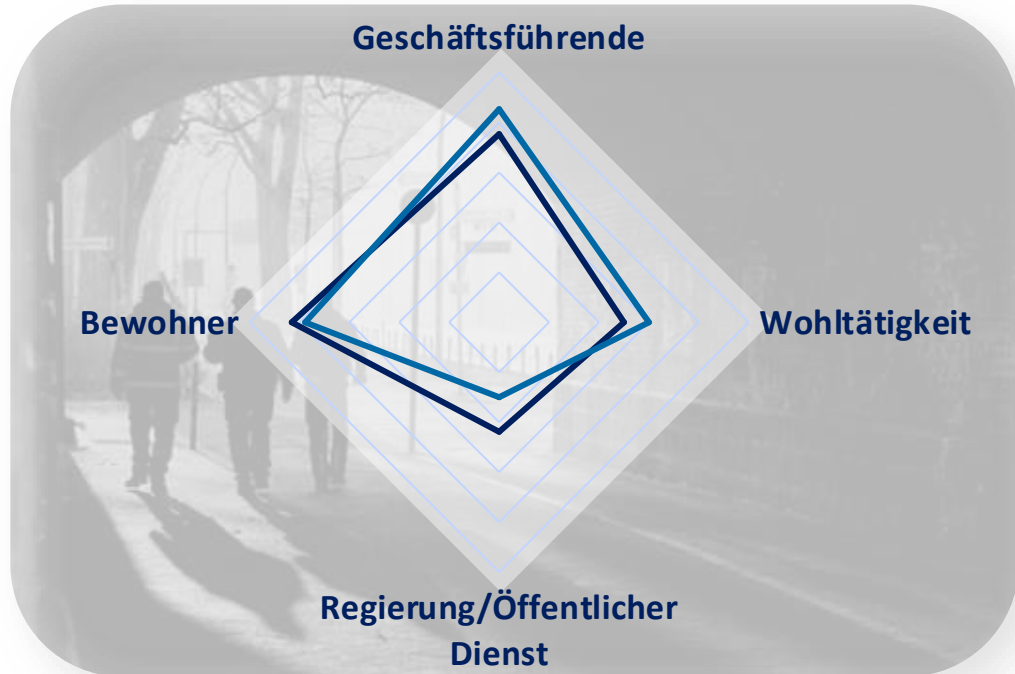 Geschäftsführende
Bewohner
Wohltätigkeit
Regierung/Öffentlicher
Dienst